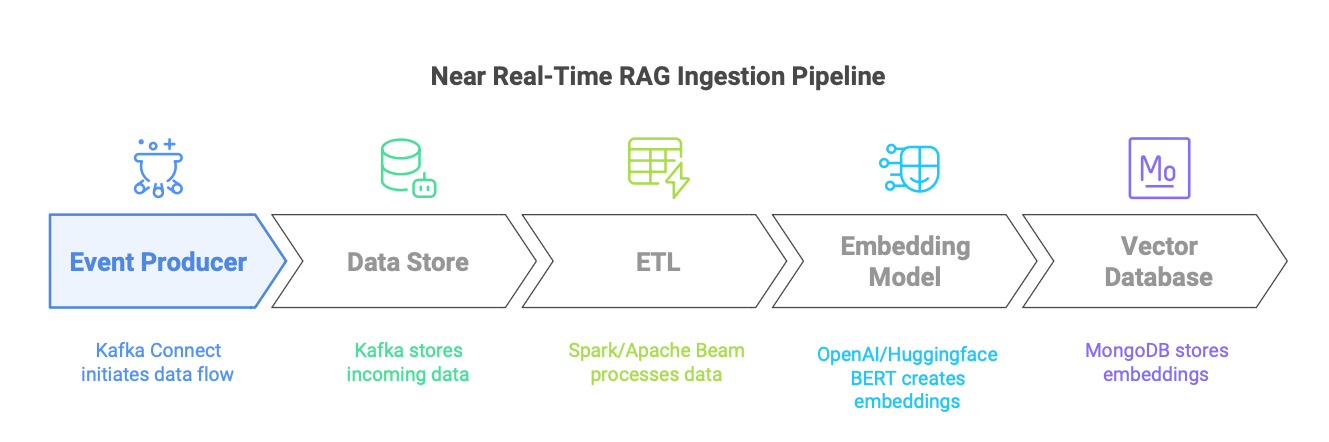 Near Real-Time RAG Ingestion Pipeline
Mo
Event Producer
Data Store
ETL
Embedding
Model
Vector
Database
Kafka Connect
initiates data flow
Kafka stores
incoming data
Spark/Apache Beam
processes data
OpenAI/Huggingface
BERT creates
embeddings
MongoDB stores
embeddings